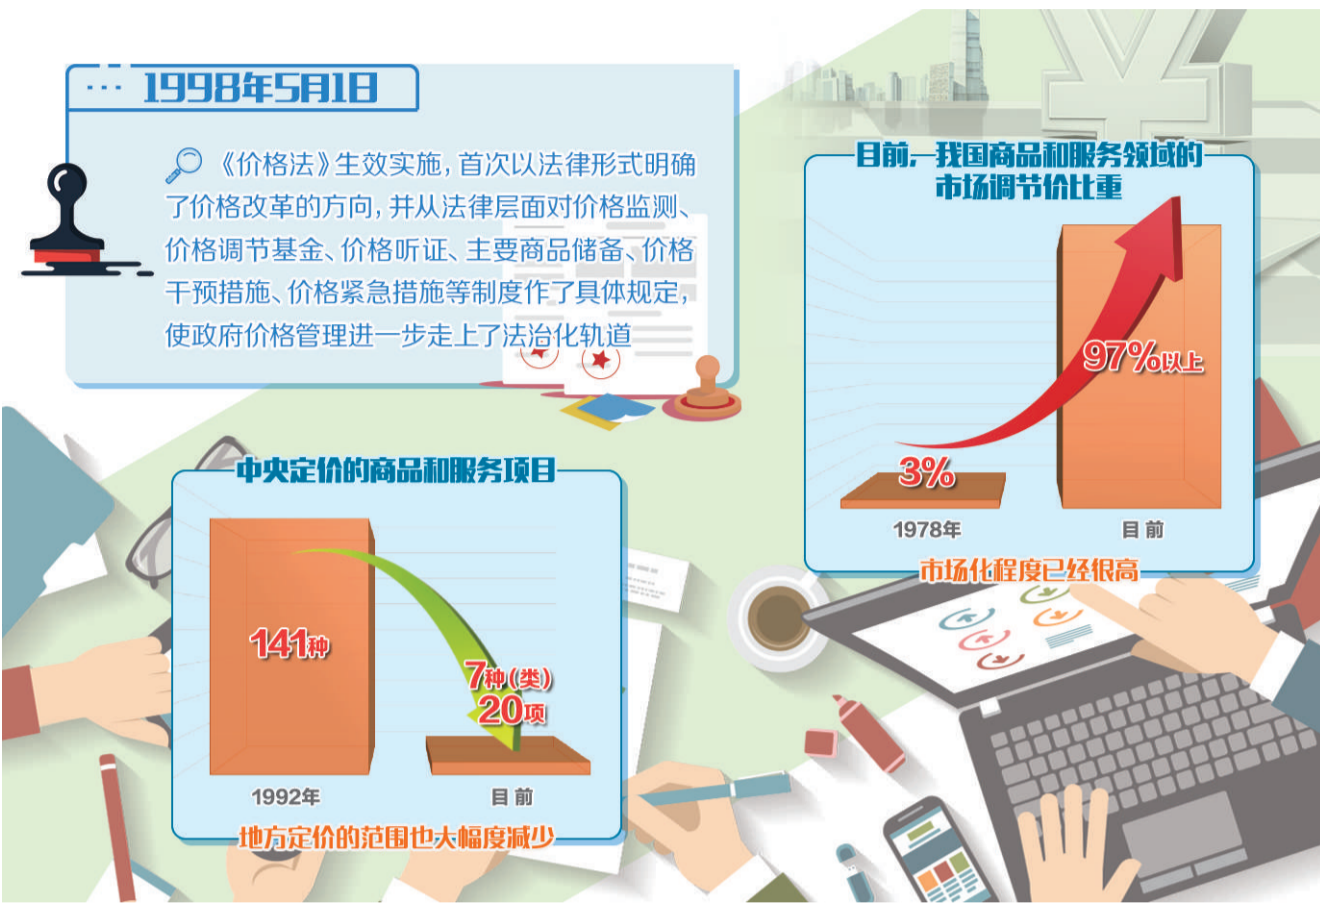 1998年5月1日
《价格法》生效实施，首次以法律形式明确
了价格改革的方向，并从法律层面对价格监测、
价格调节基金、价格听证、主要商品储备、价格
干预措施、价格紧急措施等制度作了具体规定，
使政府价格管理进一步走上了法治化轨道
目前，我国商品和服务领域的
市场调节价比重
97%以上
3%
1978年
目前
市场化程度已经很高
中央定价的商品和服务项目
141种
7种(类)
20项
1992年
目前
地方定价的范围也大幅度减少